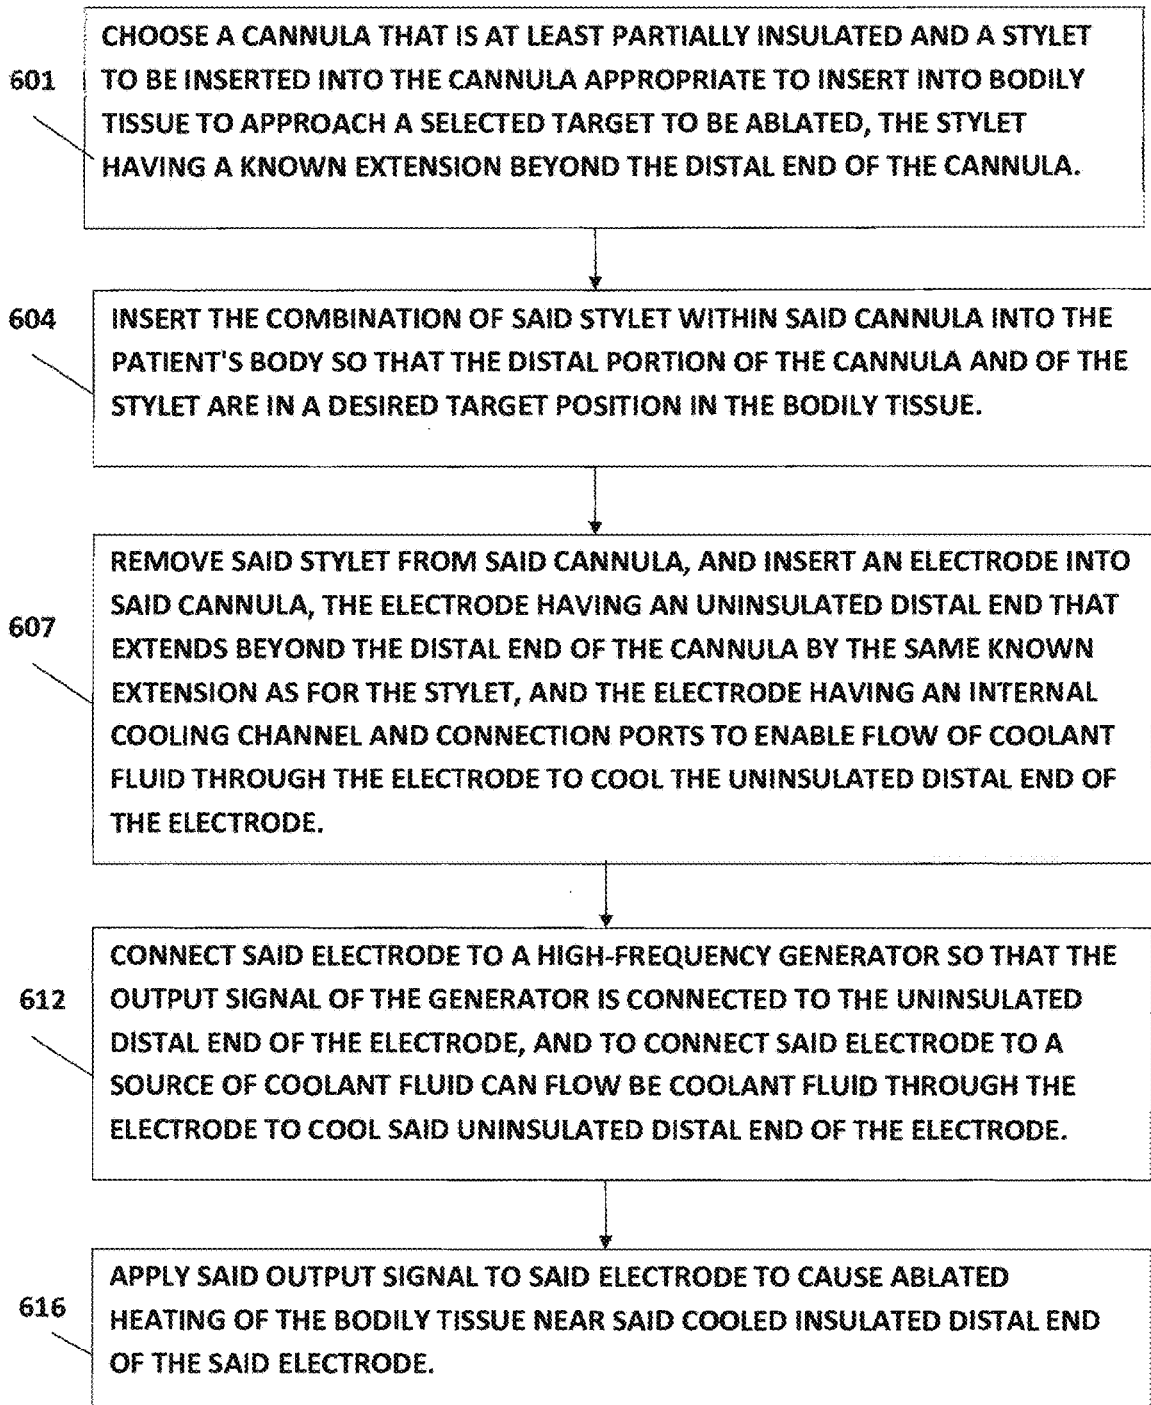 601
CHOOSE A CANNULA THAT IS AT LEAST PARTIALLY INSULATED AND A STYLET
TO BE INSERTED INTO THE CANNULA APPROPRIATE TO INSERT INTO BODILY
TISSUE TO APPROACH A SELECTED TARGET TO BE ABLATED, THE STYLET
HAVING A KNOWN EXTENSION BEYOND THE DISTAL END OF THE CANNULA.
604
INSERT THE COMBINATION OF SAID STYLET WITHIN SAID CANNULA INTO THE
PATIENT'S BODY SO THAT THE DISTAL PORTION OF THE CANNULA AND OF THE
STYLET ARE IN A DESIRED TARGET POSITION IN THE BODILY TISSUE.
607
REMOVE SAID STYLET FROM SAID CANNULA, AND INSERT AN ELECTRODE INTO
SAID CANNULA, THE ELECTRODE HAVING AN UNINSULATED DISTAL END THAT
EXTENDS BEYOND THE DISTAL END OF THE CANNULA BY THE SAME KNOWN
EXTENSION AS FOR THE STYLET, AND THE ELECTRODE HAVING AN INTERNAL
COOLING CHANNEL AND CONNECTION PORTS TO ENABLE FLOW OF COOLANT
FLUID THROUGH THE ELECTRODE TO COOL THE UNINSULATED DISTAL END OF
THE ELECTRODE.
612
CONNECT SAID ELECTRODE TO A HIGH-FREQUENCY GENERATOR SO THAT THE
OUTPUT SIGNAL OF THE GENERATOR IS CONNECTED TO THE UNINSULATED
DISTAL END OF THE ELECTRODE, AND TO CONNECT SAID ELECTRODE TO A
SOURCE OF COOLANT FLUID CAN FLOW BE COOLANT FLUID THROUGH THE
ELECTRODE TO COOL SAID UNINSULATED DISTAL END OF THE ELECTRODE.
616
APPLY SAID OUTPUT SIGNAL TO SAID ELECTRODE TO CAUSE ABLATED
HEATING OF THE BODILY TISSUE NEAR SAID COOLED INSULATED DISTAL END
OF THE SAID ELECTRODE.